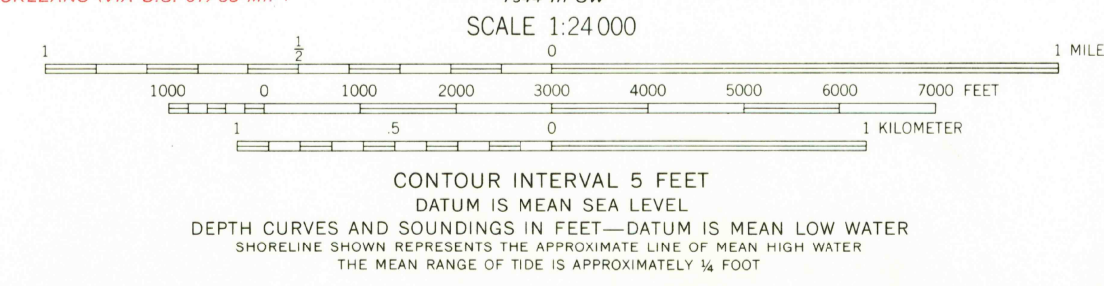 SCALE 1:24 000
1 ½ 0 1 MILE
1000 0 1000 2000 3000 4000 5000 6000 7000 FEET
1 .5 0 1 KILOMETER
CONTOUR INTERVAL 5 FEET
DATUM IS MEAN SEA LEVEL
DEPTH CURVES AND SOUNDINGS IN FEET—DATUM IS MEAN LOW WATER
SHORELINE SHOWN REPRESENTS THE APPROXIMATE LINE OF MEAN HIGH WATER
THE MEAN RANGE OF TIDE IS APPROXIMATELY ¼ FOOT